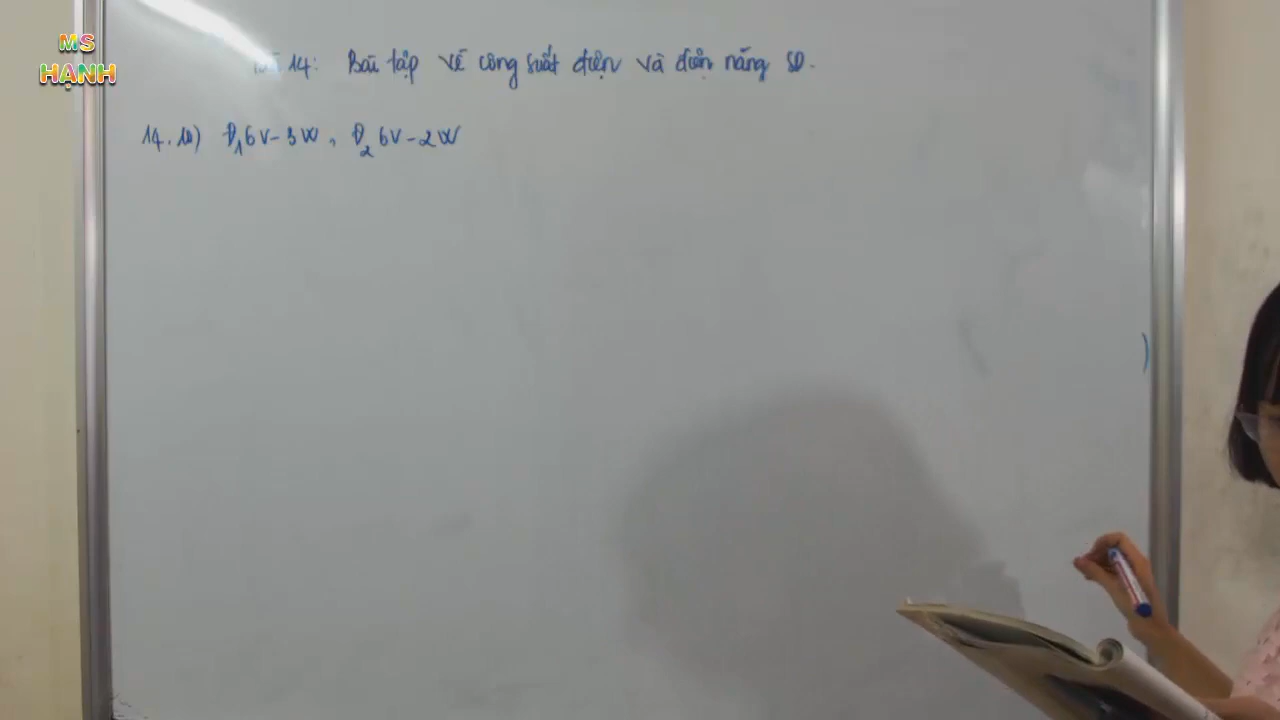 MS
HẠNH
14: Bài tập về công suất điện và điện năng SD.
14.10) Đ1 6V-3W, Đ2 6V-2W